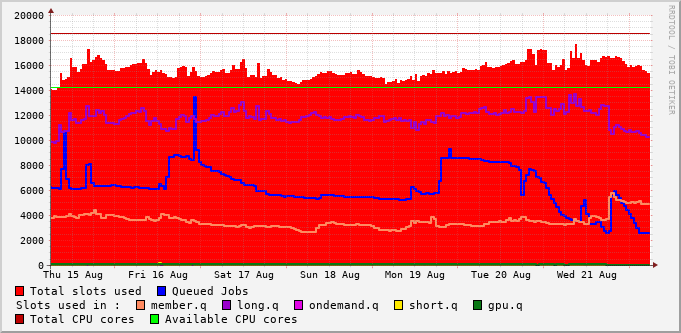 20000
18000
16000
14000
12000
10000
8000
6000
4000
2000
0
Thu 15 Aug Fri 16 Aug Sat 17 Aug Sun 18 Aug Mon 19 Aug Tue 20 Aug Wed 21 Aug
RRDTOOL / TOBI OETIKER
Total slots used Queued Jobs
Slots used in : member.q long.q ondemand.q short.q gpu.q
Total CPU cores Available CPU cores